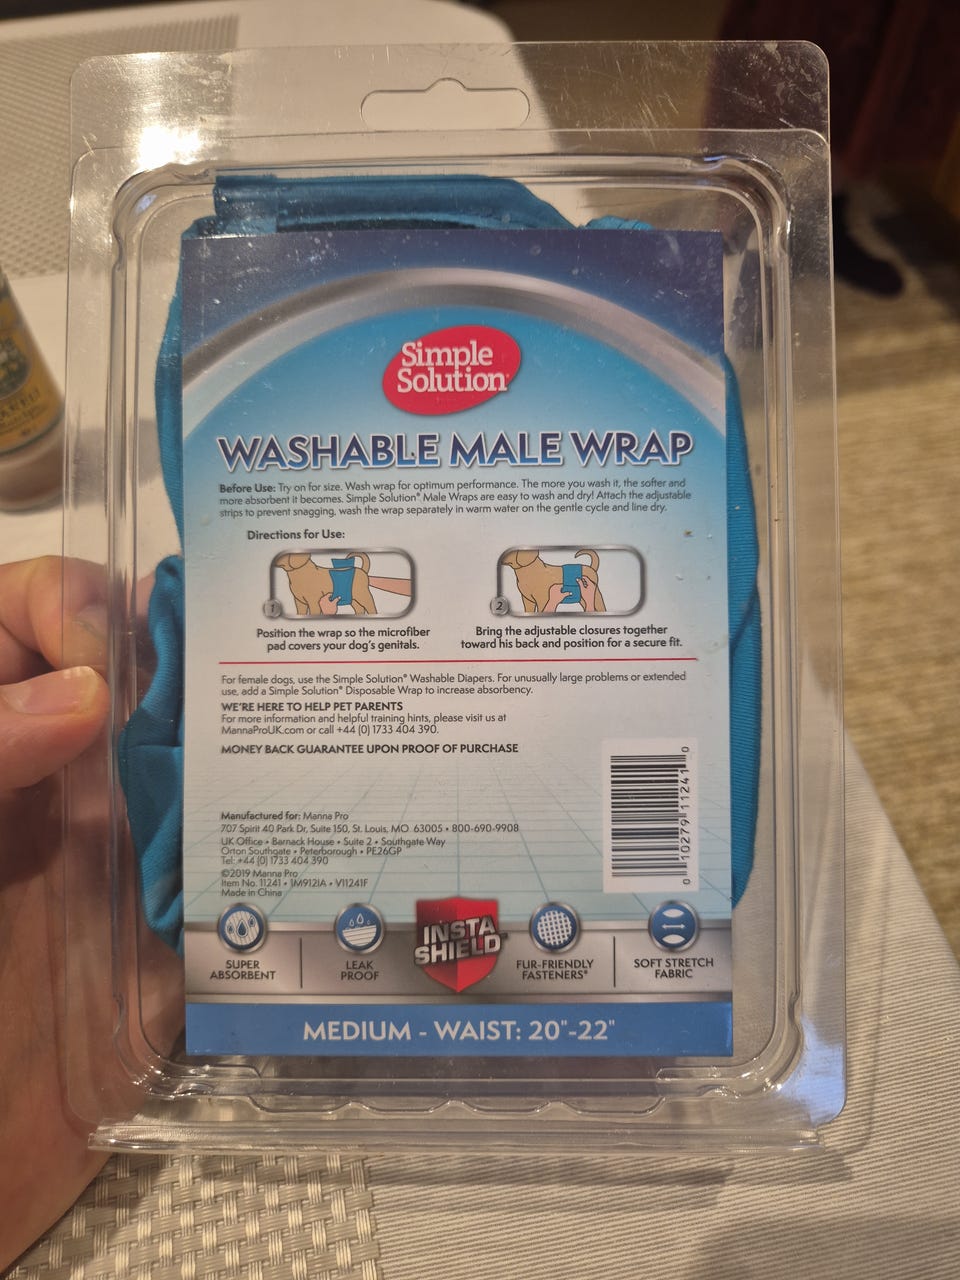 Simple
Solution®
WASHABLE MALE WRAP
Before Use: Try on for size. Wash wrap for optimum performance. The more you wash it, the softer and
more absorbent it becomes. Simple Solution® Male Wraps are easy to wash and dry! Attach the adjustable
strips to prevent snagging, wash the wrap separately in warm water on the gentle cycle and line dry.
Directions for Use:
1
2
Position the wrap so the microfiber
pad covers your dog's genitals.
Bring the adjustable closures together
toward his back and position for a secure fit.
For female dogs, use the Simple Solution® Washable Diapers. For unusually large problems or extended
use, add a Simple Solution® Disposable Wrap to increase absorbency.
WE'RE HERE TO HELP PET PARENTS
For more information and helpful training hints, please visit us at
MannaProUK.com or call +44 (0) 1733 404 390.
MONEY BACK GUARANTEE UPON PROOF OF PURCHASE
Manufactured for: Manna Pro
707 Spirit 40 Park Dr, Suite 150, St. Louis, MO 63005 • 800-690-9908
UK Office • Barnack House • Suite 2 • Southgate Way
Orton Southgate • Peterborough • PE26GP
Tel: +44 (0) 1733 404 390
©2019 Manna Pro
Item No. 11241 • 1M912IA • V11241F
Made in China
0 10279 11241 0
SUPER
ABSORBENT
LEAK
PROOF
INSTA
SHIELD™
FUR-FRIENDLY
FASTENERS®
SOFT STRETCH
FABRIC
MEDIUM - WAIST: 20"-22"